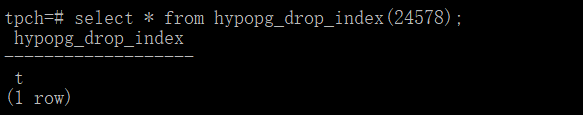 tpch=# select * from hypopg_drop_index(24578);
 hypopg_drop_index
-------------------
 t
(1 row)